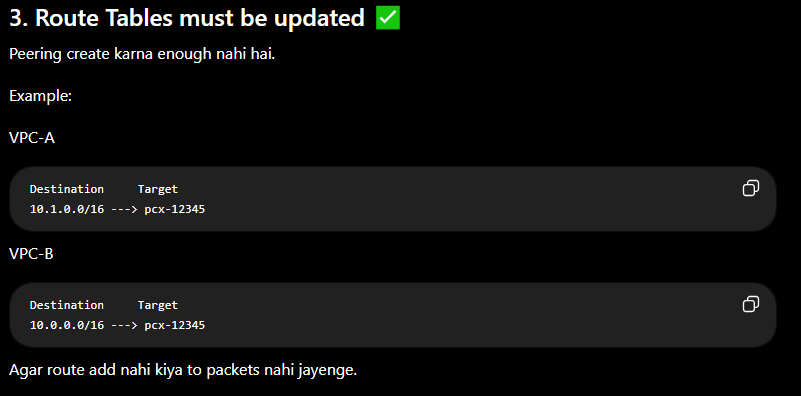 3. Route Tables must be updated ✅
Peering create karna enough nahi hai.
Example:
VPC-A
Destination     Target
10.1.0.0/16 ---> pcx-12345
VPC-B
Destination     Target
10.0.0.0/16 ---> pcx-12345
Agar route add nahi kiya to packets nahi jayenge.